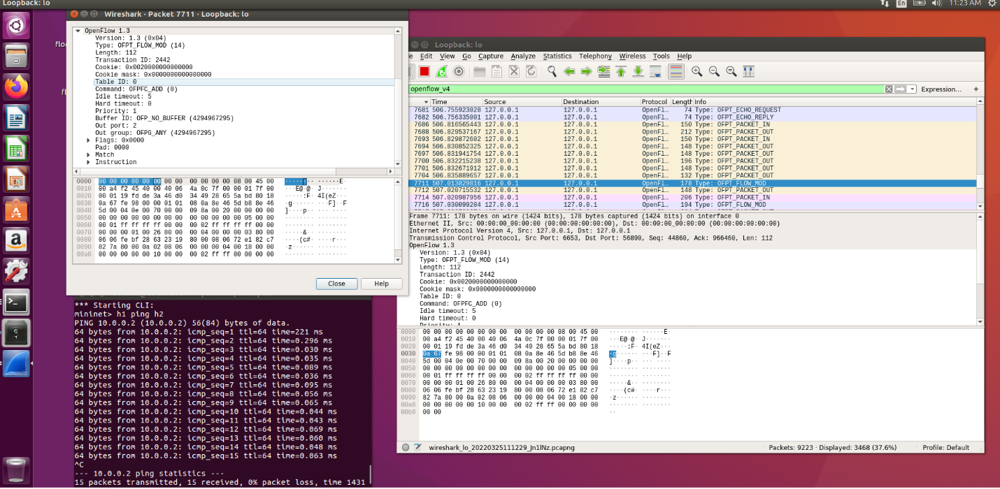 Loopback: lo
En
11:23 AM
Wireshark · Packet 7711 · Loopback: lo
OpenFlow 1.3
Version: 1.3 (0x04)
Type: OFPT_FLOW_MOD (14)
Length: 112
Transaction ID: 2442
Cookie: 0x0020000000000000
Cookie mask: 0x0000000000000000
Table ID: 0
Command: OFPFC_ADD (0)
Idle timeout: 5
Hard timeout: 0
Priority: 1
Buffer ID: OFP_NO_BUFFER (4294967295)
Out port: 2
Out group: OFPG_ANY (4294967295)
Flags: 0x0000
Pad: 0000
Match
Instruction
0000 00 00 00 00 00 00 00 00 00 00 00 00 08 00 45 00 ··············E·
0010 00 a4 f2 45 40 00 40 06 4a 0c 7f 00 00 01 7f 00 ···E@·@·J·······
0020 00 01 19 fd de 3a 46 d0 34 49 28 65 5a bd 80 18 ·····:F·4I(eZ···
0030 0a 67 fe 98 00 00 01 01 08 0a 8e 46 5d b8 8e 46 ·g·········F]··F
0040 5d 00 04 0e 00 70 00 00 09 8a 00 20 00 00 00 00 ]····p····· ····
0050 00 00 00 00 00 00 00 00 00 00 00 00 05 00 00 00 ················
0060 00 01 ff ff ff ff 00 00 00 02 ff ff ff ff 00 00 ················
0070 00 00 00 01 00 26 80 00 00 04 00 00 00 03 80 00 ·····&··········
0080 06 06 fe bf 28 63 23 19 80 00 08 06 72 e1 82 c7 ····(c#·····r···
0090 82 7a 80 00 0a 02 08 06 00 00 00 04 00 18 00 00 ·z··············
00a0 00 00 00 00 00 10 00 00 00 02 ff ff 00 00 00 00 ················
Close
Help
Loopback: lo
Edit View Go Capture Analyze Statistics Telephony Wireless Tools Help
openflow_v4
Expression... +
Time Source Destination Protocol Length Info
7681 506.755923028 127.0.0.1 127.0.0.1 OpenFl… 74 Type: OFPT_ECHO_REQUEST
7682 506.756335001 127.0.0.1 127.0.0.1 OpenFl… 74 Type: OFPT_ECHO_REPLY
7686 506.816565443 127.0.0.1 127.0.0.1 OpenFl… 150 Type: OFPT_PACKET_IN
7688 506.829537167 127.0.0.1 127.0.0.1 OpenFl… 212 Type: OFPT_PACKET_OUT
7693 506.829872602 127.0.0.1 127.0.0.1 OpenFl… 150 Type: OFPT_PACKET_IN
7694 506.830852325 127.0.0.1 127.0.0.1 OpenFl… 148 Type: OFPT_PACKET_OUT
7697 506.831941754 127.0.0.1 127.0.0.1 OpenFl… 148 Type: OFPT_PACKET_OUT
7700 506.832215238 127.0.0.1 127.0.0.1 OpenFl… 196 Type: OFPT_PACKET_IN
7701 506.832671912 127.0.0.1 127.0.0.1 OpenFl… 148 Type: OFPT_PACKET_OUT
7704 506.835889657 127.0.0.1 127.0.0.1 OpenFl… 132 Type: OFPT_PACKET_OUT
7711 507.013829816 127.0.0.1 127.0.0.1 OpenFl… 178 Type: OFPT_FLOW_MOD
7712 507.020715532 127.0.0.1 127.0.0.1 OpenFl… 148 Type: OFPT_PACKET_OUT
7714 507.020987956 127.0.0.1 127.0.0.1 OpenFl… 206 Type: OFPT_PACKET_IN
7716 507.030099204 127.0.0.1 127.0.0.1 OpenFl… 194 Type: OFPT_FLOW_MOD
Frame 7711: 178 bytes on wire (1424 bits), 178 bytes captured (1424 bits) on interface 0
Ethernet II, Src: 00:00:00_00:00:00 (00:00:00:00:00:00), Dst: 00:00:00_00:00:00 (00:00:00:00:00:00)
Internet Protocol Version 4, Src: 127.0.0.1, Dst: 127.0.0.1
Transmission Control Protocol, Src Port: 6653, Dst Port: 56890, Seq: 44860, Ack: 966460, Len: 112
OpenFlow 1.3
Version: 1.3 (0x04)
Type: OFPT_FLOW_MOD (14)
Length: 112
Transaction ID: 2442
Cookie: 0x0020000000000000
Cookie mask: 0x0000000000000000
Table ID: 0
Command: OFPFC_ADD (0)
Idle timeout: 5
Hard timeout: 0
Priority: 1
0000 00 00 00 00 00 00 00 00 00 00 00 00 08 00 45 00 ··············E·
0010 00 a4 f2 45 40 00 40 06 4a 0c 7f 00 00 01 7f 00 ···E@·@·J·······
0020 00 01 19 fd de 3a 46 d0 34 49 28 65 5a bd 80 18 ·····:F·4I(eZ···
0030 0a 67 fe 98 00 00 01 01 08 0a 8e 46 5d b8 8e 46 ·g·········F]··F
0040 5d 00 04 0e 00 70 00 00 09 8a 00 20 00 00 00 00 ]····p····· ····
0050 00 00 00 00 00 00 00 00 00 00 00 00 05 00 00 00 ················
0060 00 01 ff ff ff ff 00 00 00 02 ff ff ff ff 00 00 ················
0070 00 00 00 01 00 26 80 00 00 04 00 00 00 03 80 00 ·····&··········
0080 06 06 fe bf 28 63 23 19 80 00 08 06 72 e1 82 c7 ····(c#·····r···
0090 82 7a 80 00 0a 02 08 06 00 00 00 04 00 18 00 00 ·z··············
00a0 00 00 00 00 00 10 00 00 00 02 ff ff 00 00 00 00 ················
00b0 00 00 ··
wireshark_lo_20220325111229_Jn1lNz.pcapng
Packets: 9223 · Displayed: 3468 (37.6%)
Profile: Default
*** Starting CLI:
mininet> h1 ping h2
PING 10.0.0.2 (10.0.0.2) 56(84) bytes of data.
64 bytes from 10.0.0.2: icmp_seq=1 ttl=64 time=221 ms
64 bytes from 10.0.0.2: icmp_seq=2 ttl=64 time=0.296 ms
64 bytes from 10.0.0.2: icmp_seq=3 ttl=64 time=0.030 ms
64 bytes from 10.0.0.2: icmp_seq=4 ttl=64 time=0.035 ms
64 bytes from 10.0.0.2: icmp_seq=5 ttl=64 time=0.089 ms
64 bytes from 10.0.0.2: icmp_seq=6 ttl=64 time=0.036 ms
64 bytes from 10.0.0.2: icmp_seq=7 ttl=64 time=0.095 ms
64 bytes from 10.0.0.2: icmp_seq=8 ttl=64 time=0.056 ms
64 bytes from 10.0.0.2: icmp_seq=9 ttl=64 time=0.065 ms
64 bytes from 10.0.0.2: icmp_seq=10 ttl=64 time=0.044 ms
64 bytes from 10.0.0.2: icmp_seq=11 ttl=64 time=0.043 ms
64 bytes from 10.0.0.2: icmp_seq=12 ttl=64 time=0.069 ms
64 bytes from 10.0.0.2: icmp_seq=13 ttl=64 time=0.060 ms
64 bytes from 10.0.0.2: icmp_seq=14 ttl=64 time=0.048 ms
64 bytes from 10.0.0.2: icmp_seq=15 ttl=64 time=0.063 ms
^C
--- 10.0.0.2 ping statistics ---
15 packets transmitted, 15 received, 0% packet loss, time 1431